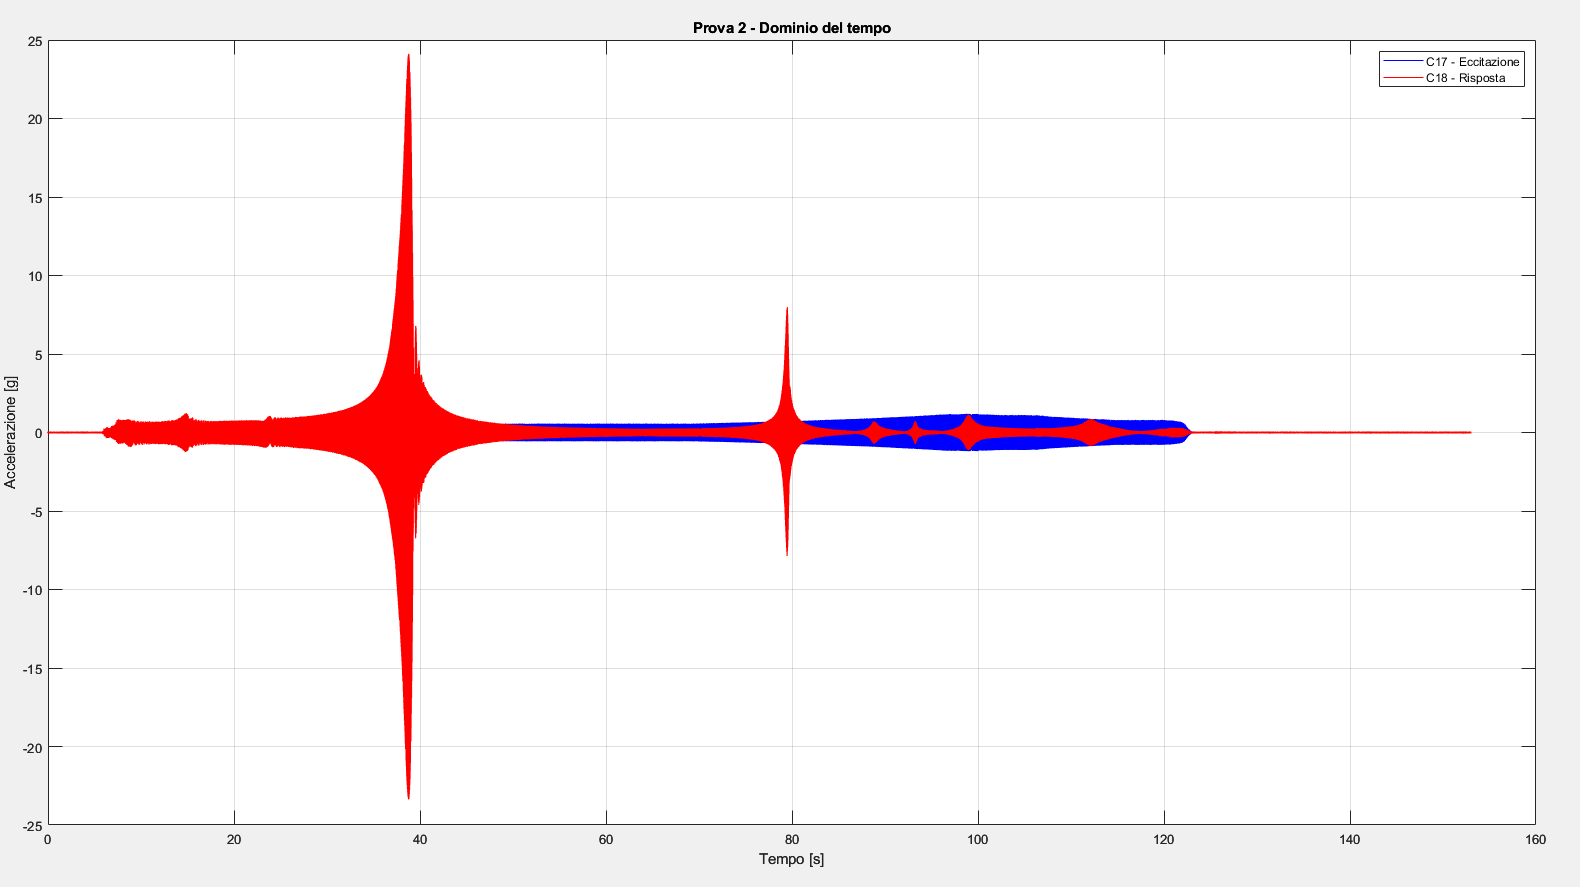 Prova 2 - Dominio del tempo
C17 - Eccitazione
C18 - Risposta
Accelerazione [g]
25
20
15
10
5
0
-5
-10
-15
-20
-25
0 20 40 60 80 100 120 140 160
Tempo [s]